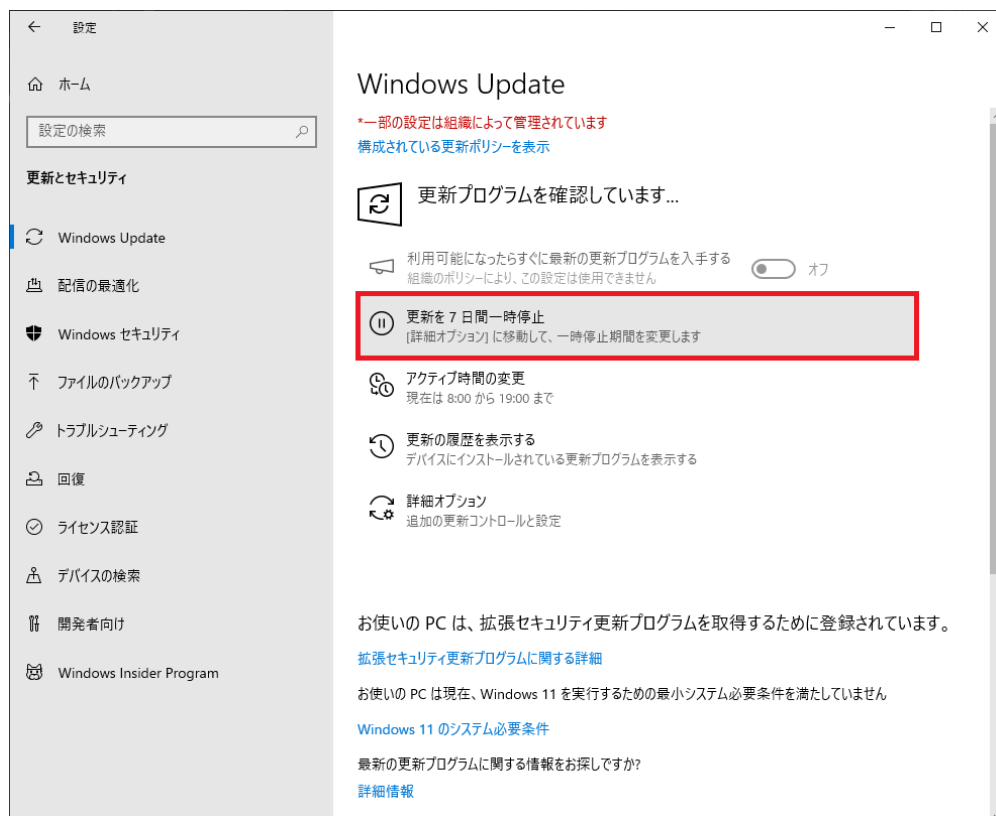 設定
ホーム
設定の検索
更新とセキュリティ
Windows Update
配信の最適化
Windows セキュリティ
ファイルのバックアップ
トラブルシューティング
回復
ライセンス認証
デバイスの検索
開発者向け
Windows Insider Program
Windows Update
*一部の設定は組織によって管理されています
構成されている更新ポリシーを表示
更新プログラムを確認しています...
利用可能になったらすぐに最新の更新プログラムを入手する
オフ
組織のポリシーにより、この設定は使用できません
更新を 7 日間一時停止
[詳細オプション] に移動して、一時停止期間を変更します
アクティブ時間の変更
現在は 8:00 から 19:00 まで
更新の履歴を表示する
デバイスにインストールされている更新プログラムを表示する
詳細オプション
追加の更新コントロールと設定
お使いの PC は、拡張セキュリティ更新プログラムを取得するために登録されています。
拡張セキュリティ更新プログラムに関する詳細
お使いの PC は現在、Windows 11 を実行するための最小システム必要条件を満たしていません
Windows 11 のシステム必要条件
最新の更新プログラムに関する情報をお探しですか?
詳細情報